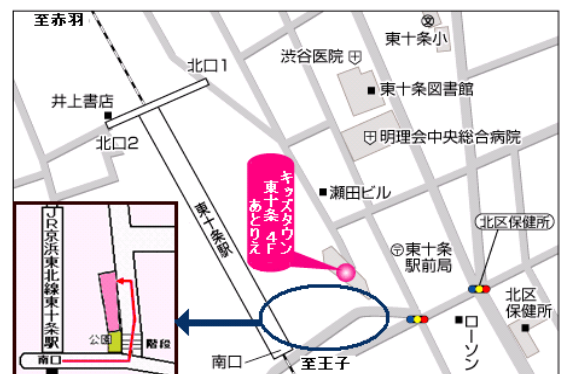 至赤羽
北口1
井上書店
北口2
東十条小
渋谷医院
東十条図書館
明理会中央総合病院
キッズタウン
東十条 4F
あとりえ
瀬田ビル
東十条駅
北区保健所
東十条
駅前局
北区
保健所
ローソン
南口
至王子
JR京浜東北線東十条駅
公園
階段
南口